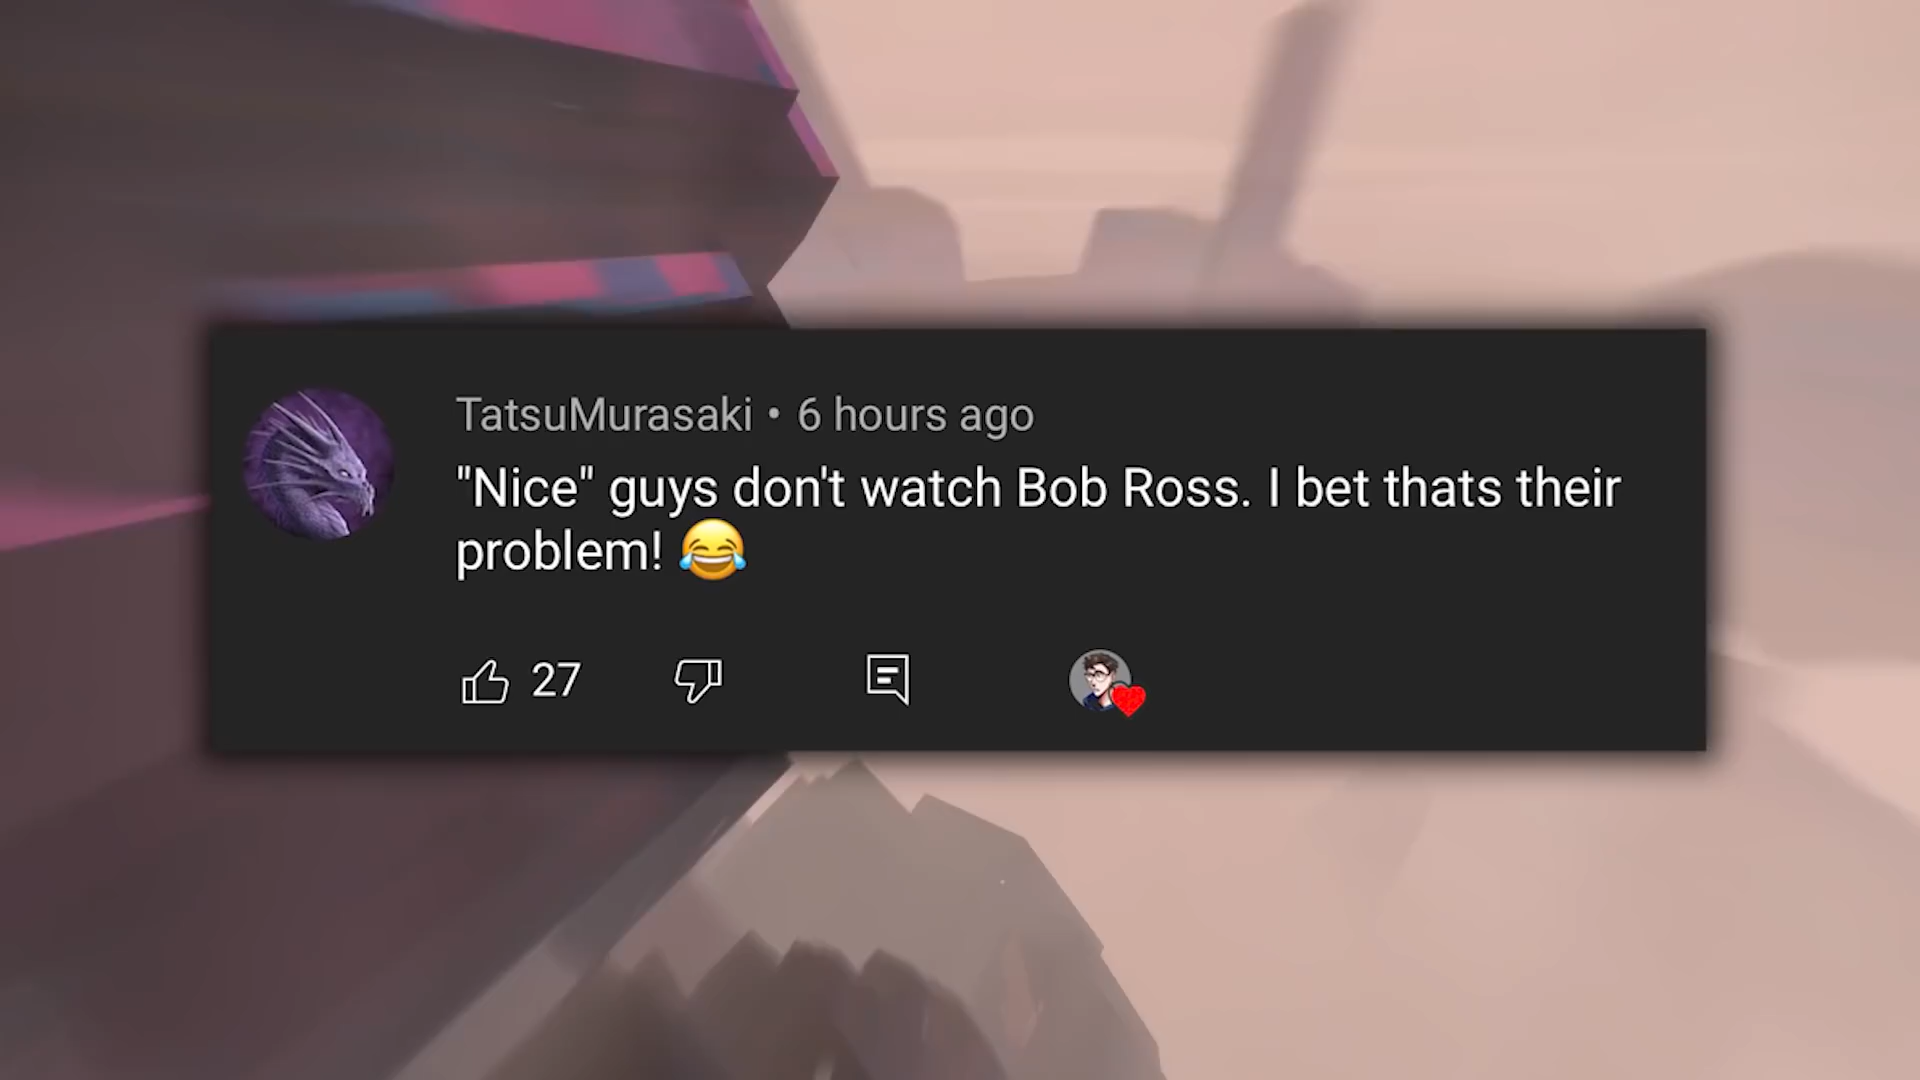 TatsuMurasaki • 6 hours ago
"Nice" guys don't watch Bob Ross. I bet thats their
problem! 😂
27